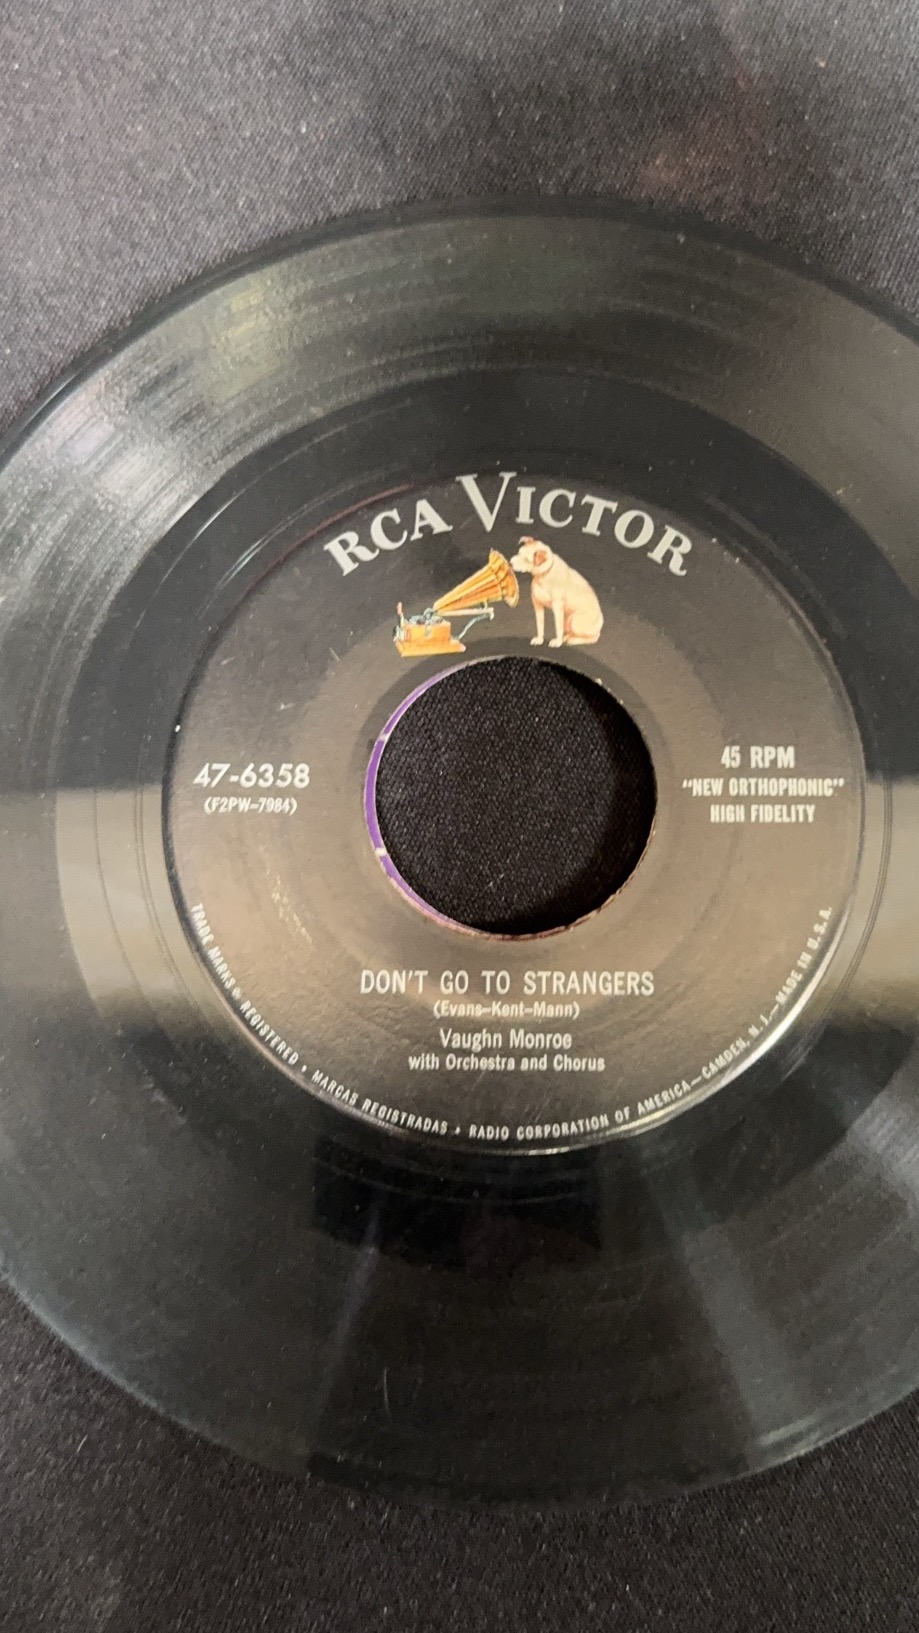 RCA VICTOR
47-6358
(F2PW-7984)
45 RPM
"NEW ORTHOPHONIC"
HIGH FIDELITY
DON'T GO TO STRANGERS
(Evans-Kent-Mann)
Vaughn Monroe
with Orchestra and Chorus
TRADE MARKS ® REGISTERED • MARCAS REGISTRADAS • RADIO CORPORATION OF AMERICA—CAMDEN, N. J.—MADE IN U.S.A.